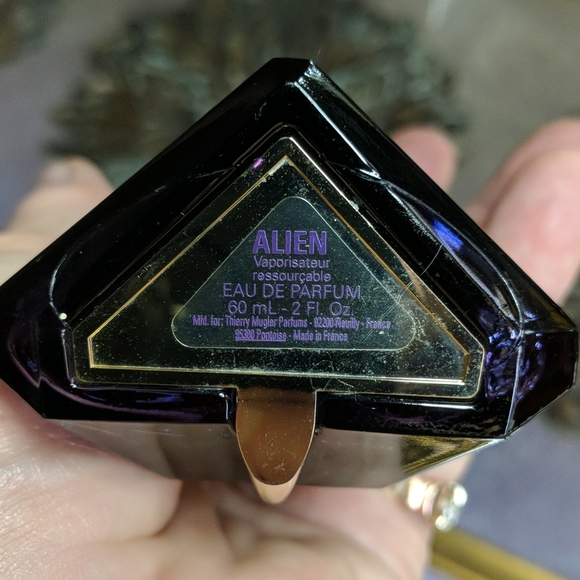 ALIEN
Vaporisateur
ressourçable
EAU DE PARFUM
60 mL - 2 Fl. Oz.
Mfd. for: Thierry Mugler Parfums - 92200 Neuilly - France
95300 Pontoise - Made in France